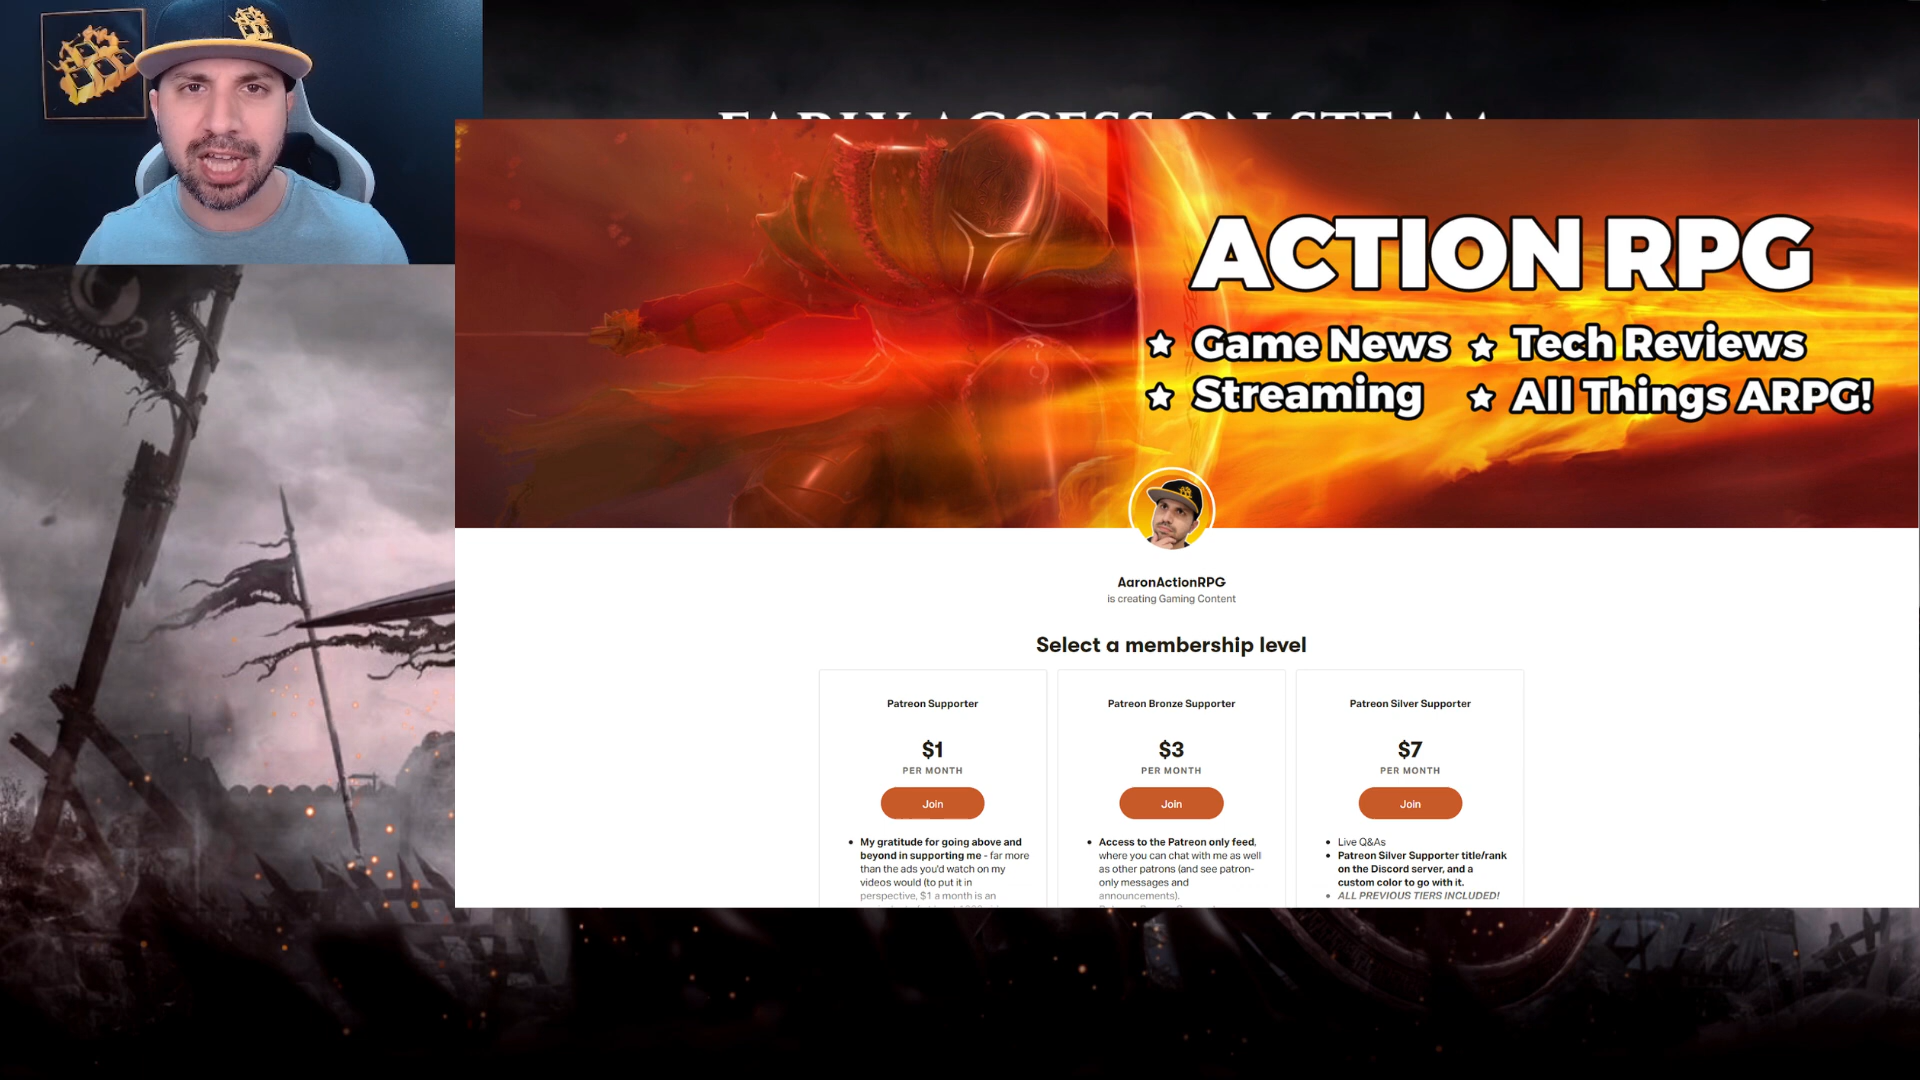 EARLY ACCESS ON STEAM
ACTION RPG
Game News
Tech Reviews
Streaming
All Things ARPG!
AaronActionRPG
is creating Gaming Content
Select a membership level
Patreon Supporter
$1
PER MONTH
Join
My gratitude for going above and
beyond in supporting me - far more
than the ads you'd watch on my
videos would (to put it in
perspective, $1 a month is an
Patreon Bronze Supporter
$3
PER MONTH
Join
Access to the Patreon only feed,
where you can chat with me as well
as other patrons (and see patron-
only messages and
announcements).
Patreon Silver Supporter
$7
PER MONTH
Join
Live Q&As
Patreon Silver Supporter title/rank
on the Discord server, and a
custom color to go with it.
ALL PREVIOUS TIERS INCLUDED!